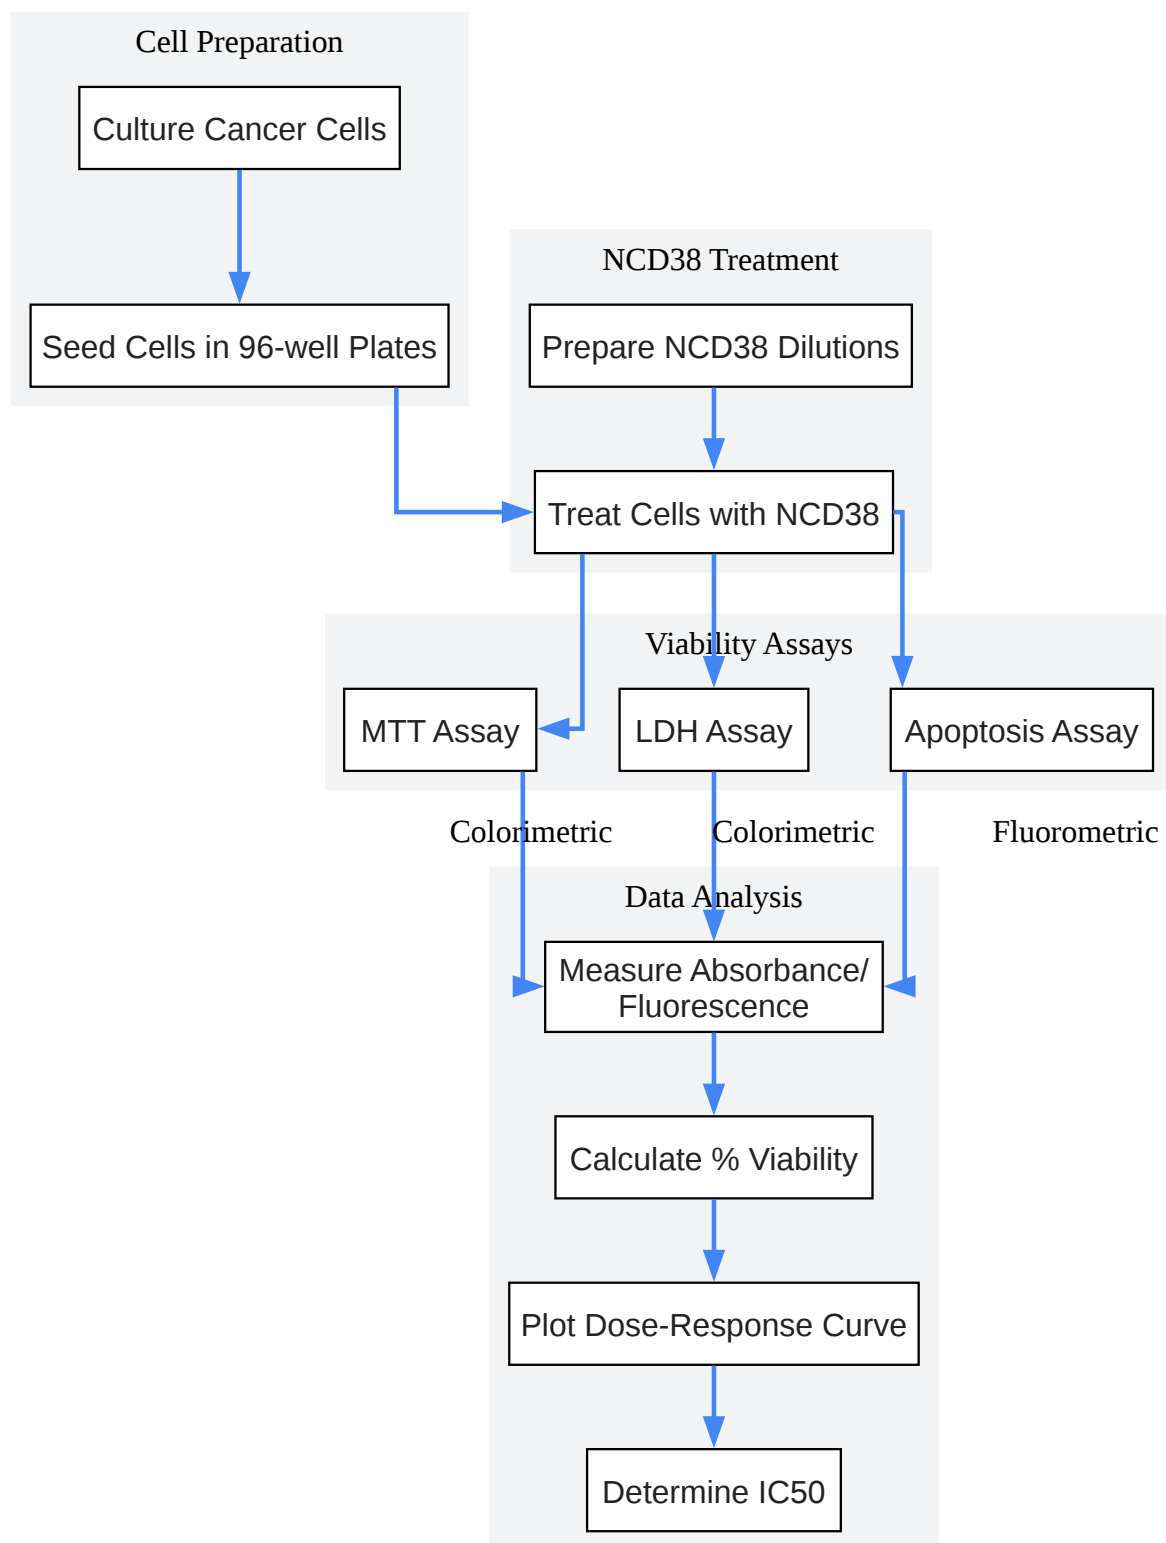 Cell Preparation
Culture Cancer Cells
Seed Cells in 96-well Plates
NCD38 Treatment
Prepare NCD38 Dilutions
Treat Cells with NCD38
Viability Assays
MTT Assay
LDH Assay
Apoptosis Assay
Colorimetric
Colorimetric
Fluorometric
Data Analysis
Measure Absorbance/
Fluorescence
Calculate % Viability
Plot Dose-Response Curve
Determine IC50